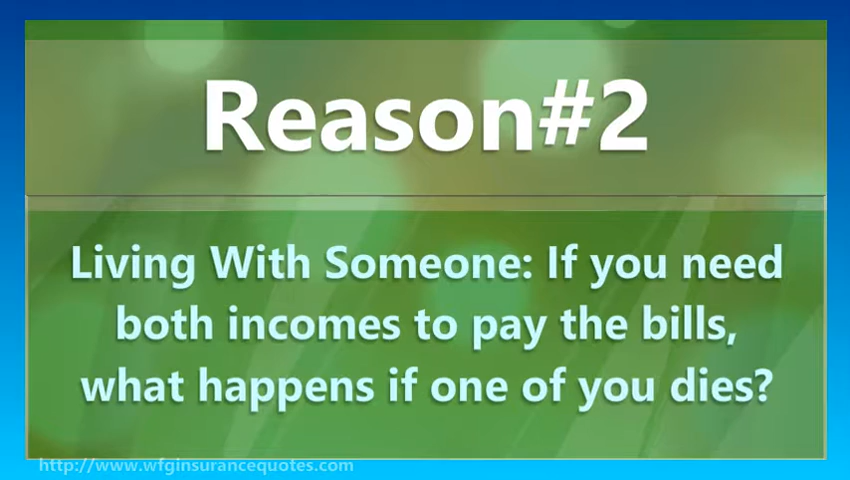 Reason#2
Living With Someone: If you need
both incomes to pay the bills,
what happens if one of you dies?
http://www.wfginsurancequotes.com